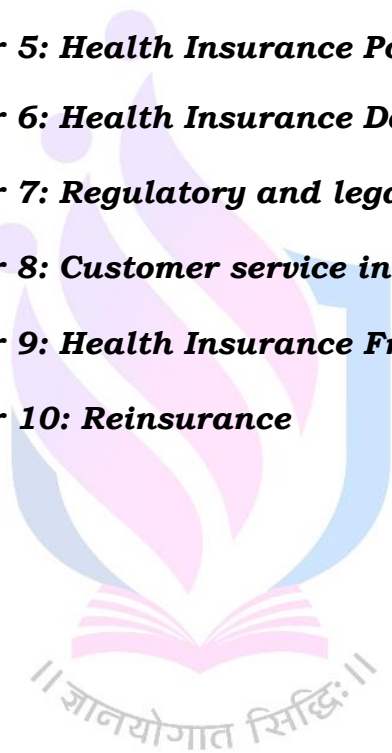 r 5: Health Insurance Po
r 6: Health Insurance D
r 7: Regulatory and lega
r 8: Customer service in
r 9: Health Insurance Fr
r 10: Reinsurance
॥ ज्ञानयोगात सिद्धिः ॥